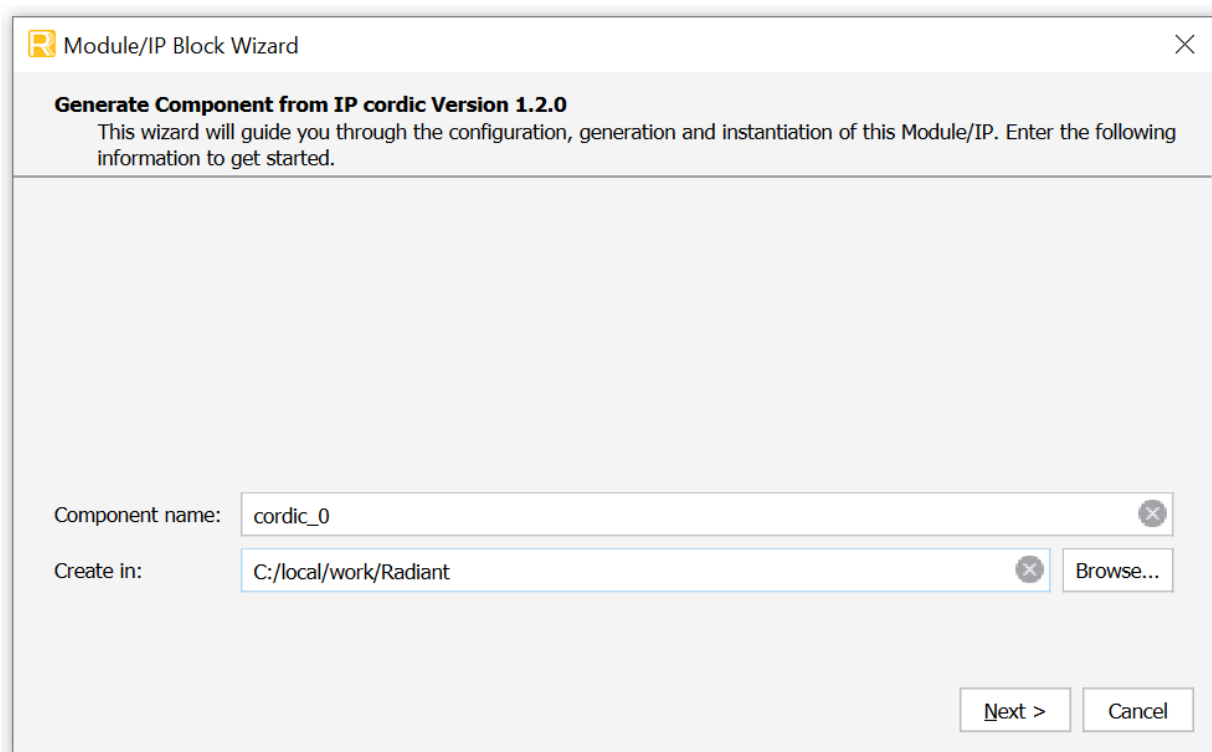 R Module/IP Block Wizard
Generate Component from IP cordic Version 1.2.0
This wizard will guide you through the configuration, generation and instantiation of this Module/IP. Enter the following
information to get started.
Component name: cordic_0
Create in: C:/local/work/Radiant Browse...
Next > Cancel